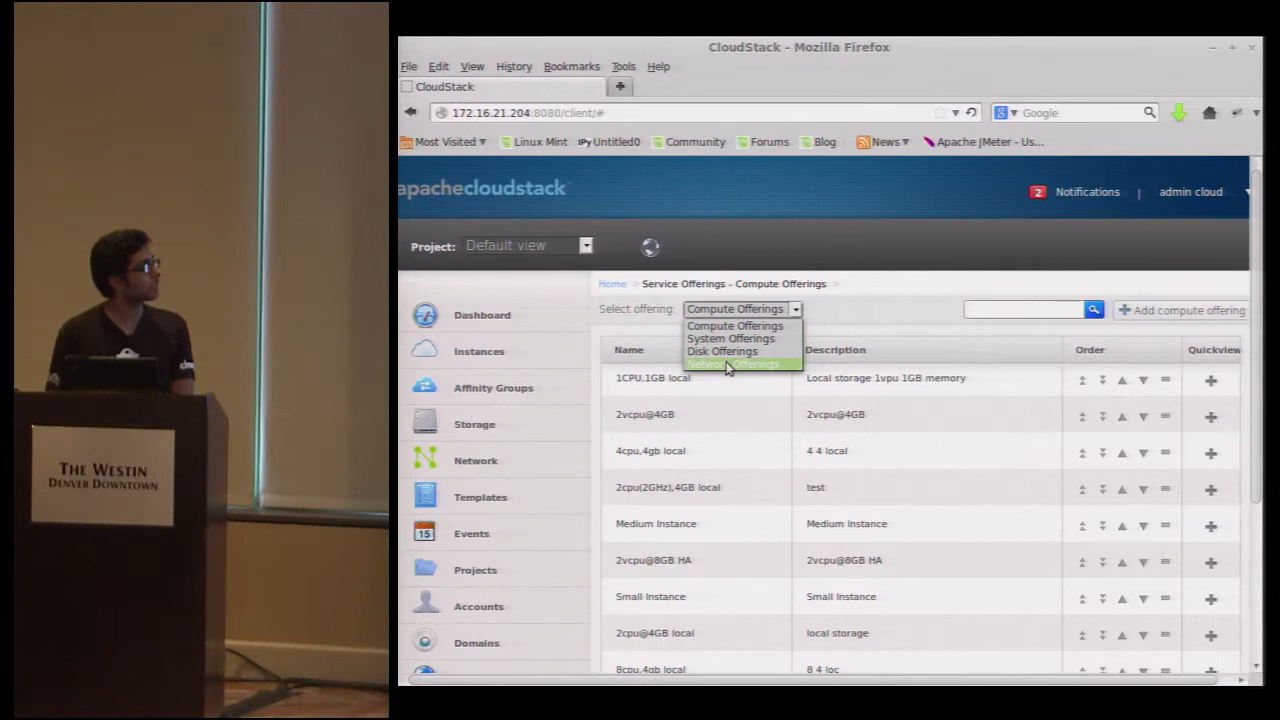 THE WESTIN
DENVER DOWNTOWN
CloudStack - Mozilla Firefox
File Edit View History Bookmarks Tools Help
CloudStack
172.16.21.204:8080/client/#
Google
Most Visited Linux Mint IPy Untitled0 Community Forums Blog News Apache JMeter - Us...
apachecloudstack
2 Notifications | admin cloud
Project: Default view
Home > Service Offerings - Compute Offerings >
Select offering: Compute Offerings
Add compute offering
Compute Offerings
System Offerings
Disk Offerings
Network Offerings
Name Description Order Quickview
1CPU,1GB local Local storage 1vpu 1GB memory
2vcpu@4GB 2vcpu@4GB
4cpu,4gb local 4 4 local
2cpu(2GHz),4GB local test
Medium Instance Medium Instance
2vcpu@8GB HA 2vcpu@8GB HA
Small Instance Small Instance
2cpu@4GB local local storage
8cpu,4gb local 8 4 loc
Dashboard
Instances
Affinity Groups
Storage
Network
Templates
15 Events
Projects
Accounts
Domains